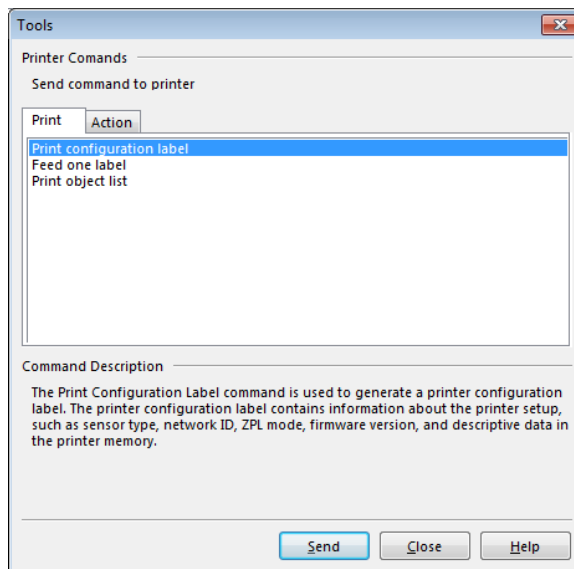 Tools
Printer Comands
Send command to printer
Print
Action
Print configuration label
Feed one label
Print object list
Command Description
The Print Configuration Label command is used to generate a printer configuration
label. The printer configuration label contains information about the printer setup,
such as sensor type, network ID, ZPL mode, firmware version, and descriptive data in
the printer memory.
Send
Close
Help